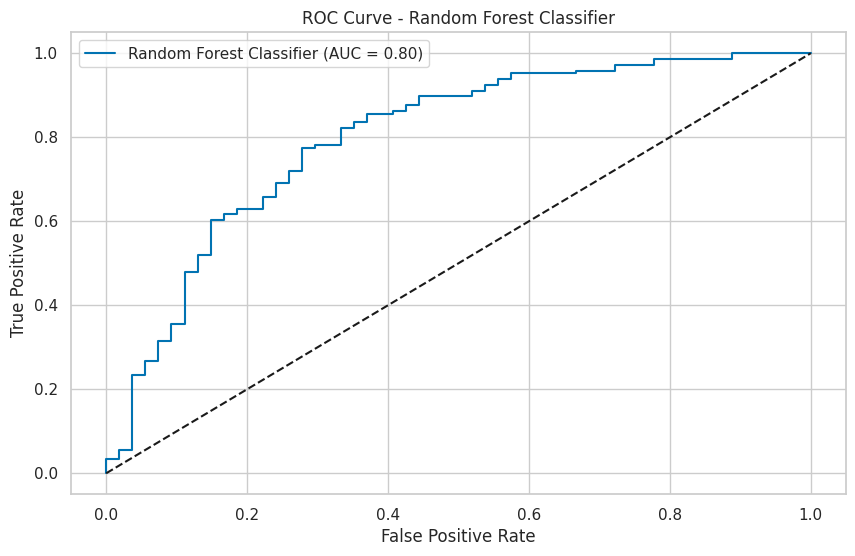 ROC Curve - Random Forest Classifier
Random Forest Classifier (AUC = 0.80)
True Positive Rate
1.0
0.8
0.6
0.4
0.2
0.0
0.0 0.2 0.4 0.6 0.8 1.0
False Positive Rate